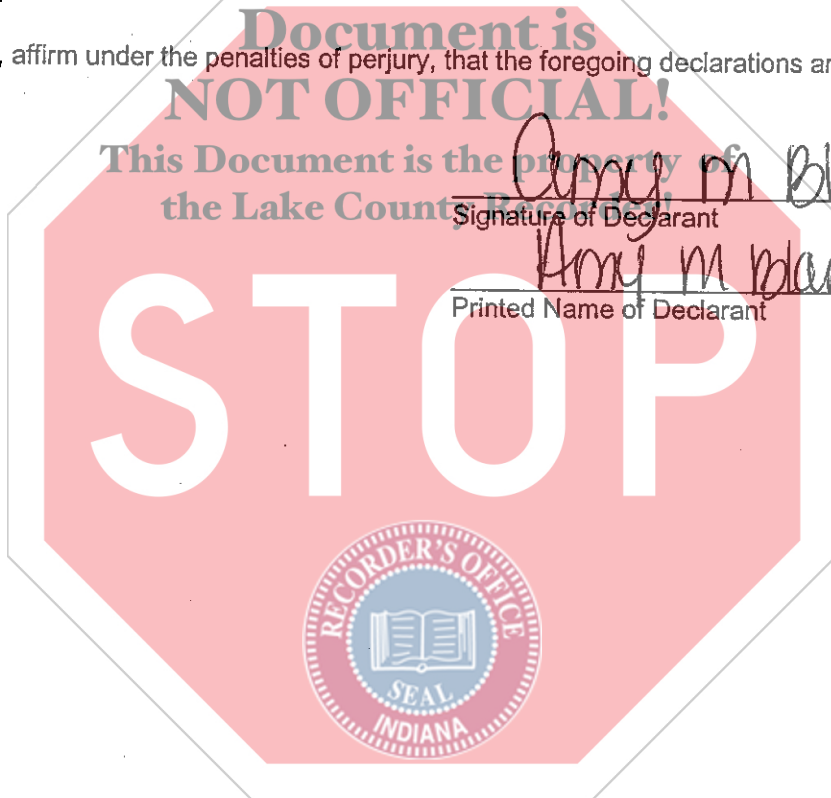 Document is
, affirm under the penalties of perjury, that the foregoing declarations ar
NOT OFFICIAL!
This Document is the property of
the Lake County Recorder!
Amy M Bl
Signature of Declarant
Amy M Bla
Printed Name of Declarant
STOP
RECORDER'S OFFICE
SEAL
INDIANA